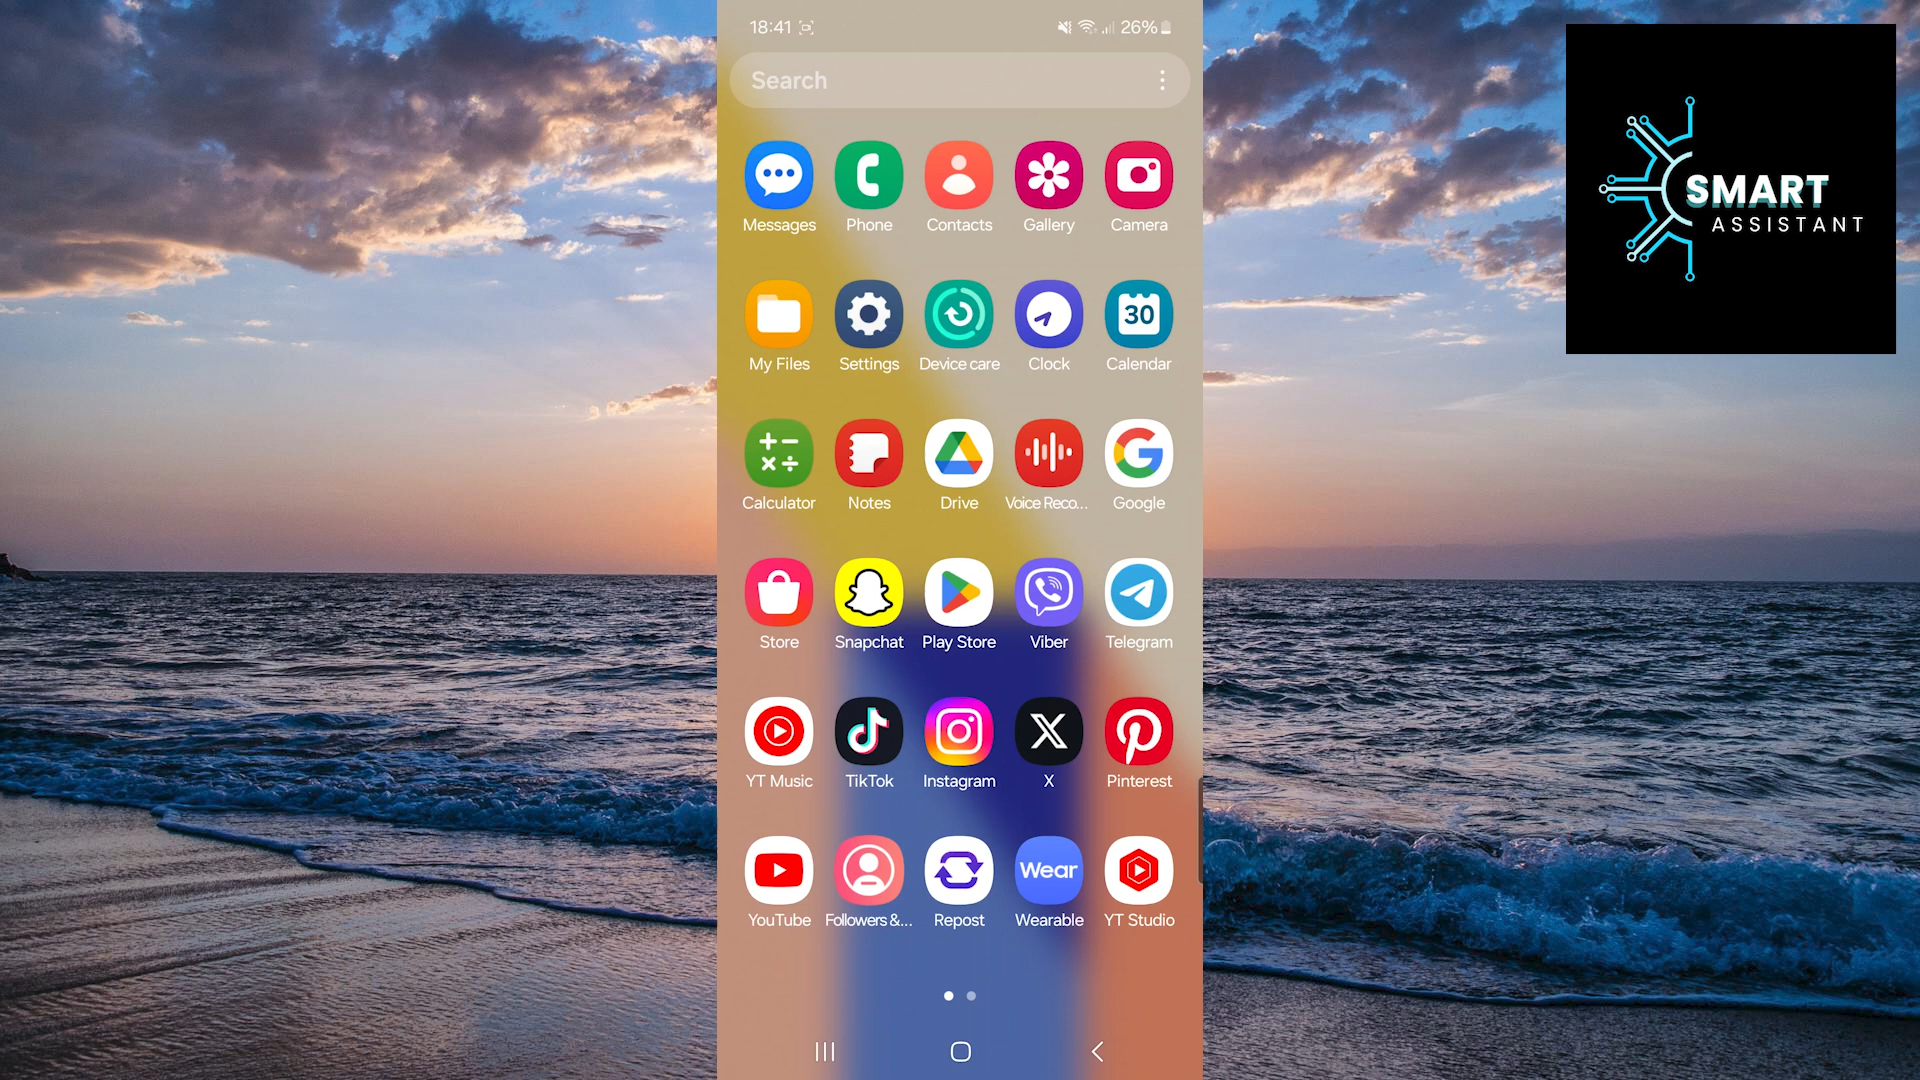 18:41
26%
Search
Messages Phone Contacts Gallery Camera
30
My Files Settings Device care Clock Calendar
Calculator Notes Drive Voice Reco... Google
Store Snapchat Play Store Viber Telegram
YT Music TikTok Instagram X Pinterest
Wear
YouTube Followers &... Repost Wearable YT Studio
SMART
ASSISTANT